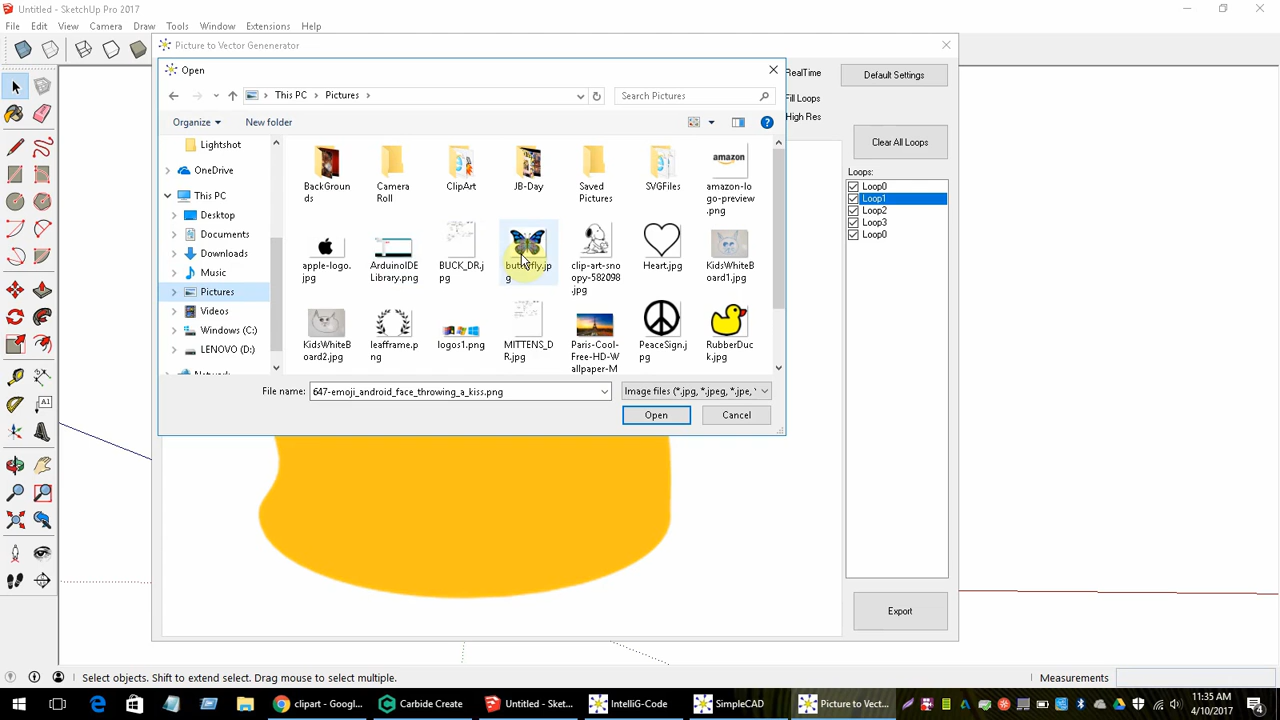 Untitled - SketchUp Pro 2017
File Edit View Camera Draw Tools Window Extensions Help
Picture to Vector Genenerator
Open
RealTime
Default Settings
This PC > Pictures >
Search Pictures
Fill Loops
High Res
Organize
New folder
Clear All Loops
Lightshot
OneDrive
This PC
Desktop
Documents
Downloads
Music
Pictures
Videos
Windows (C:)
LENOVO (D:)
Network
BackGrounds
Camera Roll
ClipArt
JB-Day
Saved Pictures
SVGFiles
amazon-logo-preview.png
apple-logo.jpg
ArduinoIDE Library.png
BUCK_DR.jpg
butterfly.jpg
clip-art-snoopy-582098.jpg
Heart.jpg
KidsWhiteBoard1.jpg
KidsWhiteBoard2.jpg
leafframe.png
logos1.png
MITTENS_DR.jpg
Paris-Cool-Free-HD-Wallpaper-M
PeaceSign.jpg
RubberDuck.jpg
amazon
Loops:
Loop0
Loop1
Loop2
Loop3
Loop0
File name:
647-emoji_android_face_throwing_a_kiss.png
Image files (*.jpg, *.jpeg, *.jpe, *
Open
Cancel
Export
Select objects. Shift to extend select. Drag mouse to select multiple.
Measurements
clipart - Googl...
Carbide Create
Untitled - Sket...
IntelliG-Code
SimpleCAD
Picture to Vect...
11:35 AM
4/10/2017